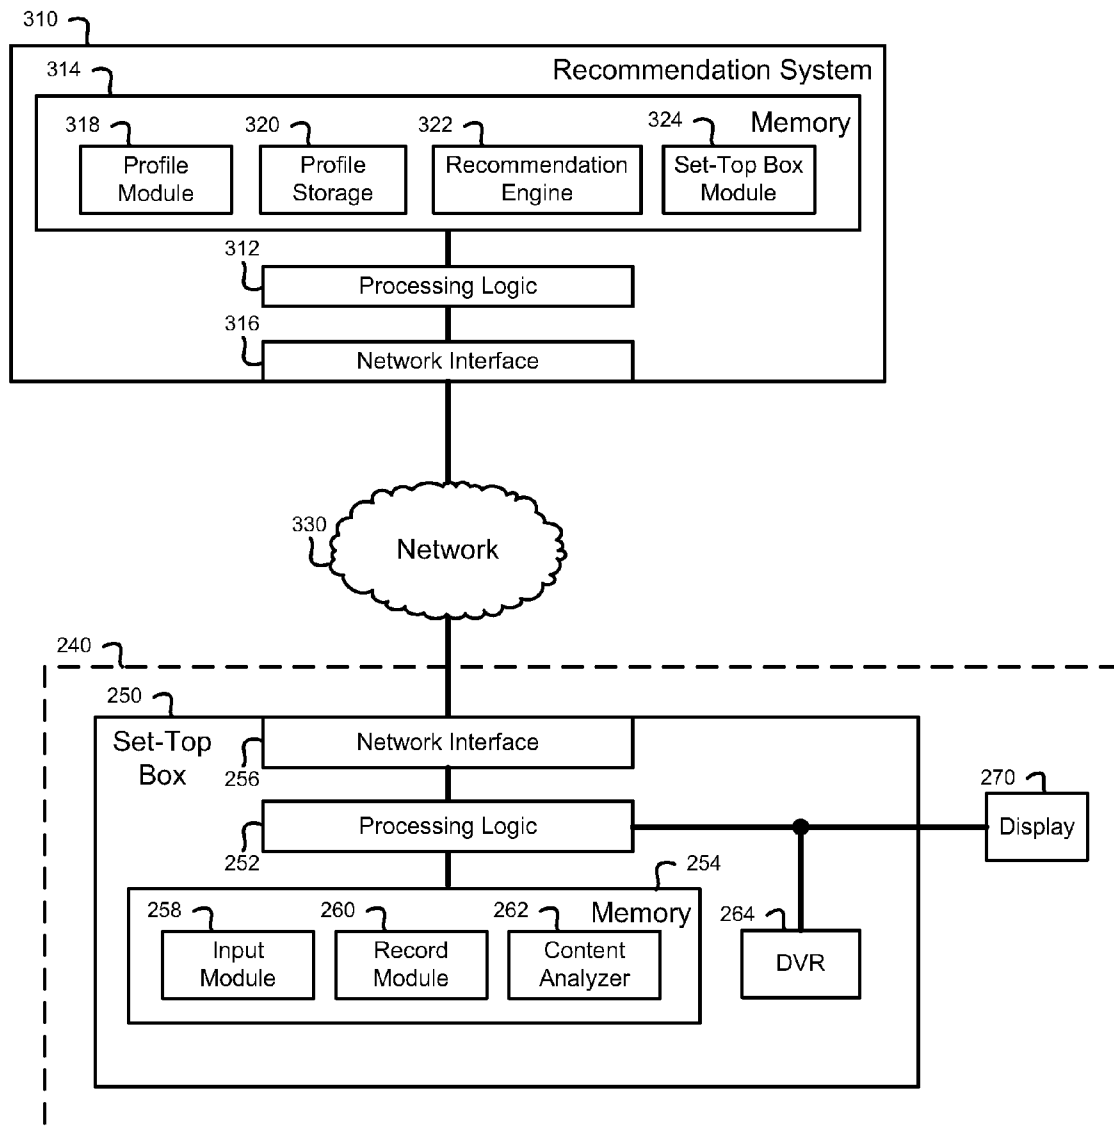 310
Recommendation System
314
Memory
318
320
322
324
Profile
Module
Profile
Storage
Recommendation
Engine
Set-Top Box
Module
312
Processing Logic
316
Network Interface
330
Network
240
250
Set-Top
Box
Network Interface
256
270
Processing Logic
Display
252
254
Memory
258
260
262
264
Input
Module
Record
Module
Content
Analyzer
DVR